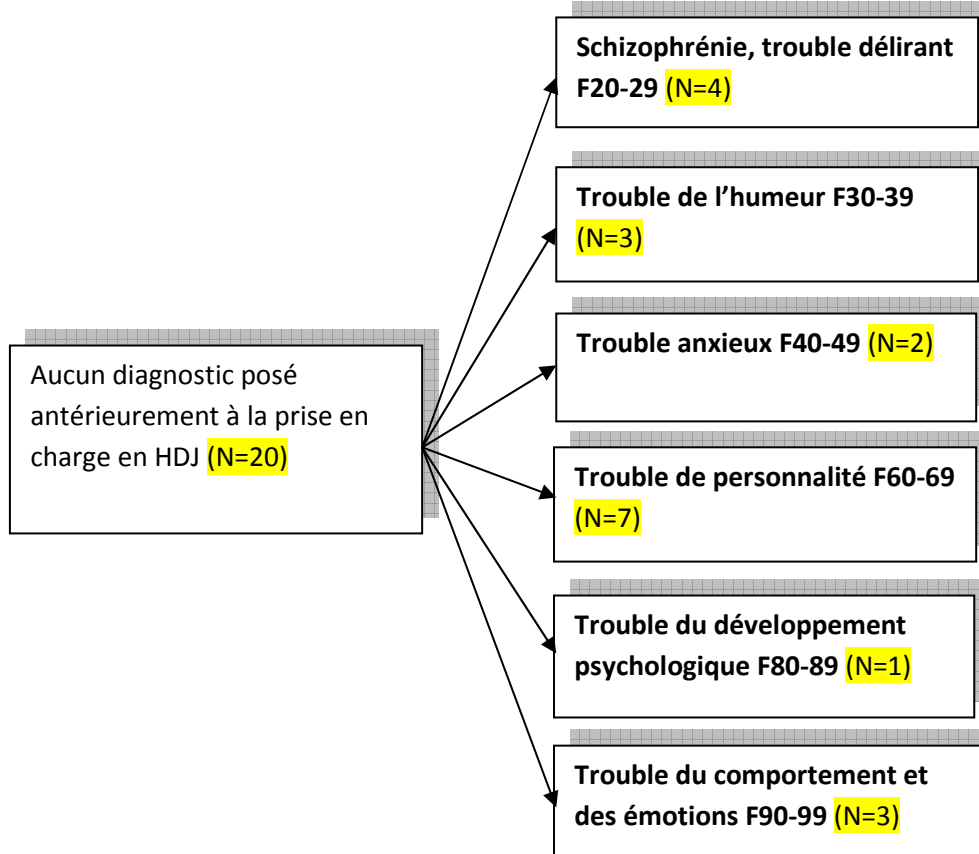 Schizophrénie, trouble délirant
F20-29 (N=4)
Trouble de l’humeur F30-39
(N=3)
Aucun diagnostic posé
antérieurement à la prise en
charge en HDJ (N=20)
Trouble anxieux F40-49 (N=2)
Trouble de personnalité F60-69
(N=7)
Trouble du développement
psychologique F80-89 (N=1)
Trouble du comportement et
des émotions F90-99 (N=3)